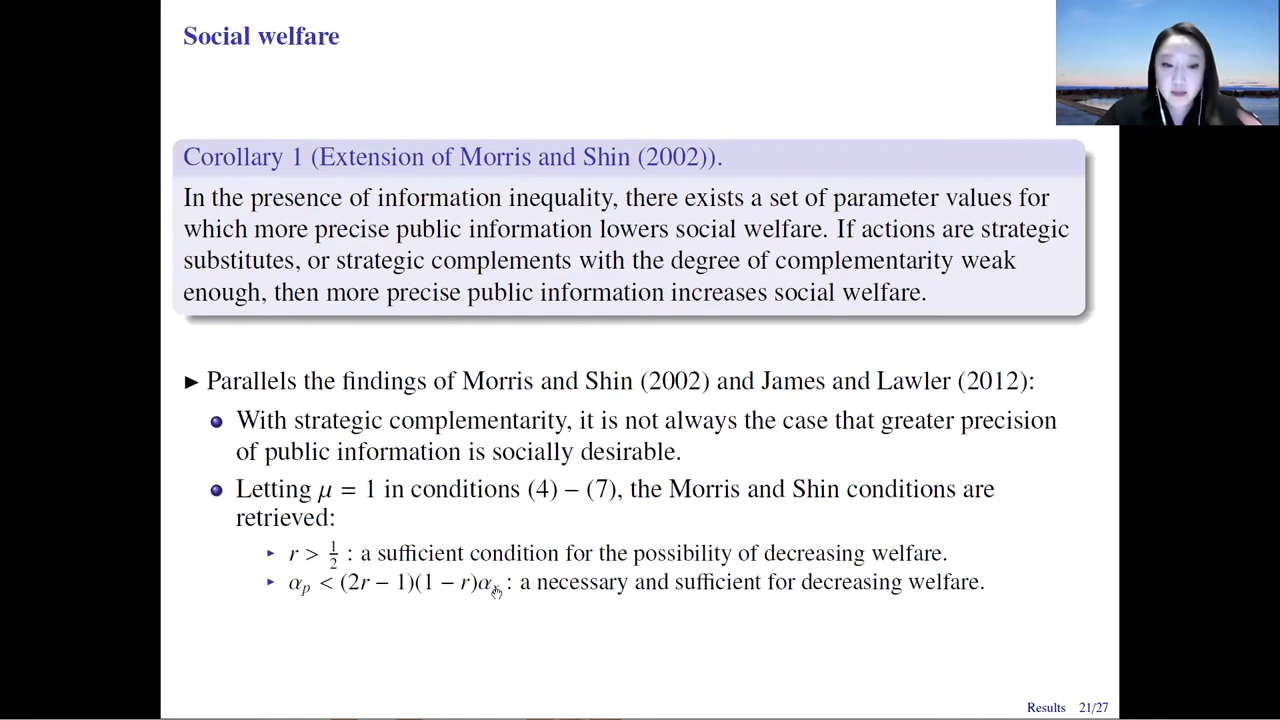 Social welfare
Corollary 1 (Extension of Morris and Shin (2002)).
In the presence of information inequality, there exists a set of parameter values for
which more precise public information lowers social welfare. If actions are strategic
substitutes, or strategic complements with the degree of complementarity weak
enough, then more precise public information increases social welfare.
▶ Parallels the findings of Morris and Shin (2002) and James and Lawler (2012):
With strategic complementarity, it is not always the case that greater precision
of public information is socially desirable.
Letting μ = 1 in conditions (4) – (7), the Morris and Shin conditions are
retrieved:
▶ r > 1/2 : a sufficient condition for the possibility of decreasing welfare.
▶ αₚ < (2r − 1)(1 − r)αₓ : a necessary and sufficient for decreasing welfare.
Results 21/27